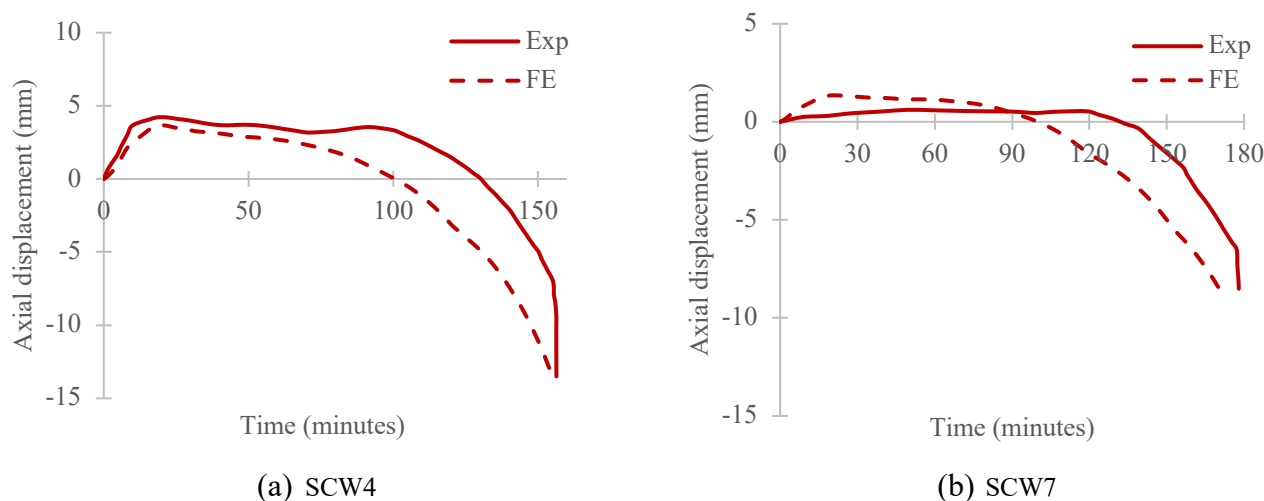 10
5
0
-5
-10
-15
Axial displacement (mm)
0 50 100 150
Time (minutes)
Exp
FE
(a) SCW4
5
0
-5
-10
-15
Axial displacement (mm)
0 30 60 90 120 150 180
Time (minutes)
Exp
FE
(b) SCW7